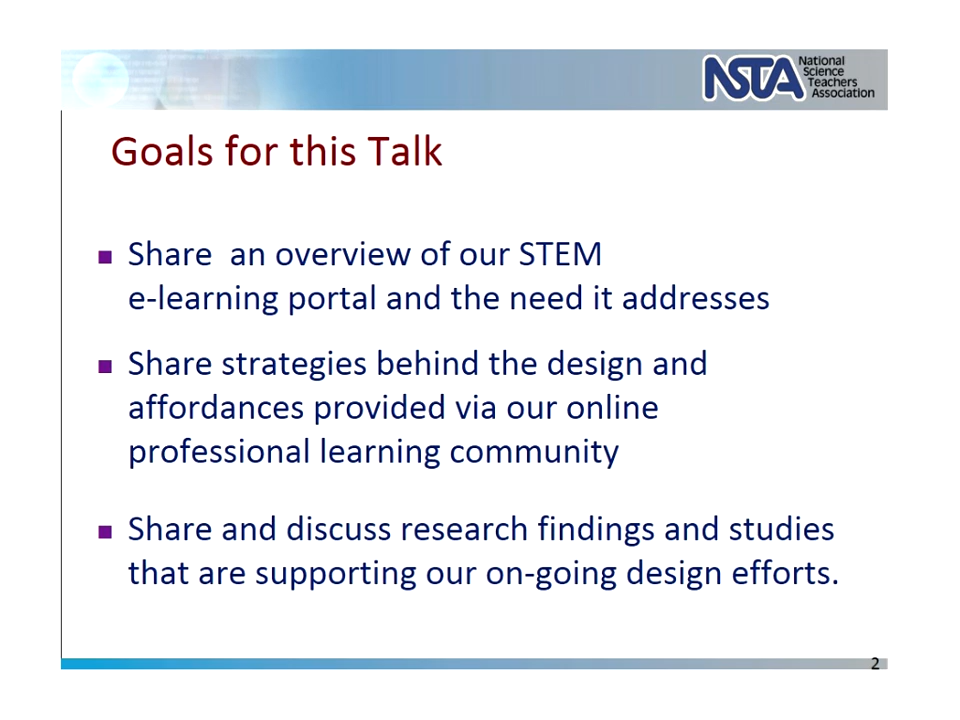 NSTA
National
Science
Teachers
Association
Goals for this Talk
Share  an overview of our STEM
e-learning portal and the need it addresses
Share strategies behind the design and
affordances provided via our online
professional learning community
Share and discuss research findings and studies
that are supporting our on-going design efforts.
2